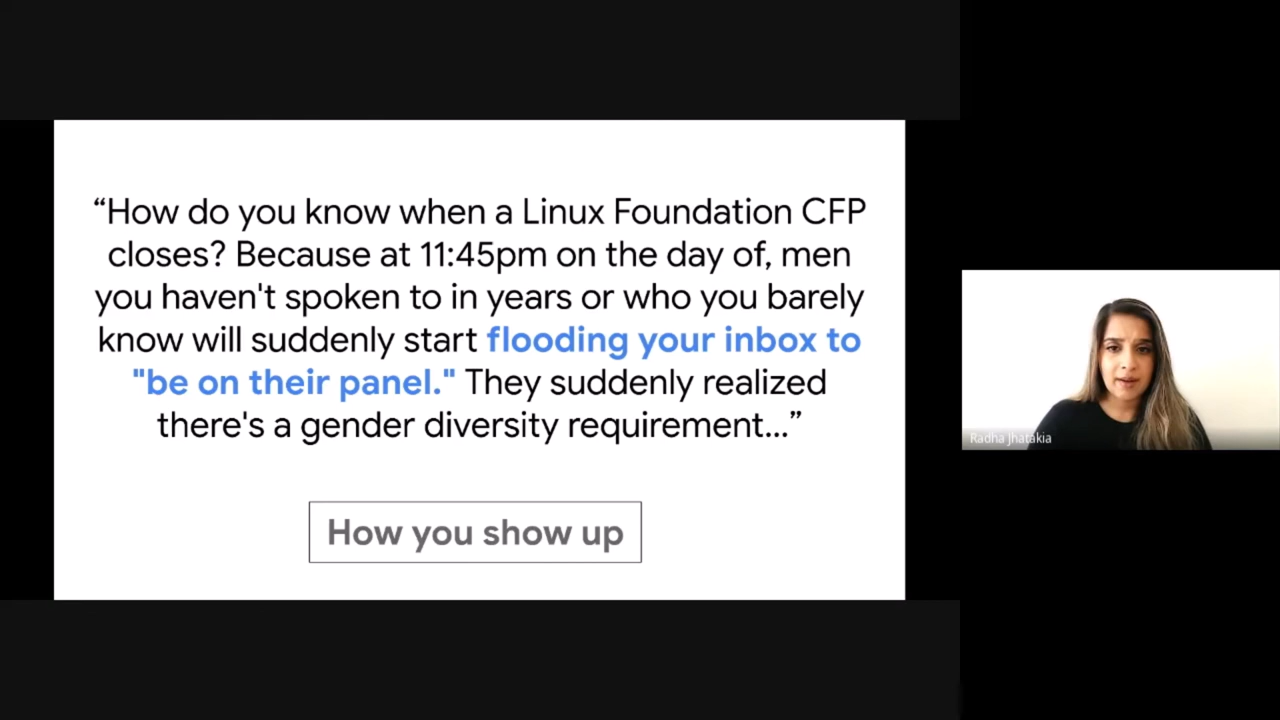 “How do you know when a Linux Foundation CFP
closes? Because at 11:45pm on the day of, men
you haven't spoken to in years or who you barely
know will suddenly start flooding your inbox to
"be on their panel." They suddenly realized
there's a gender diversity requirement...”
How you show up
Radha Jhatakia